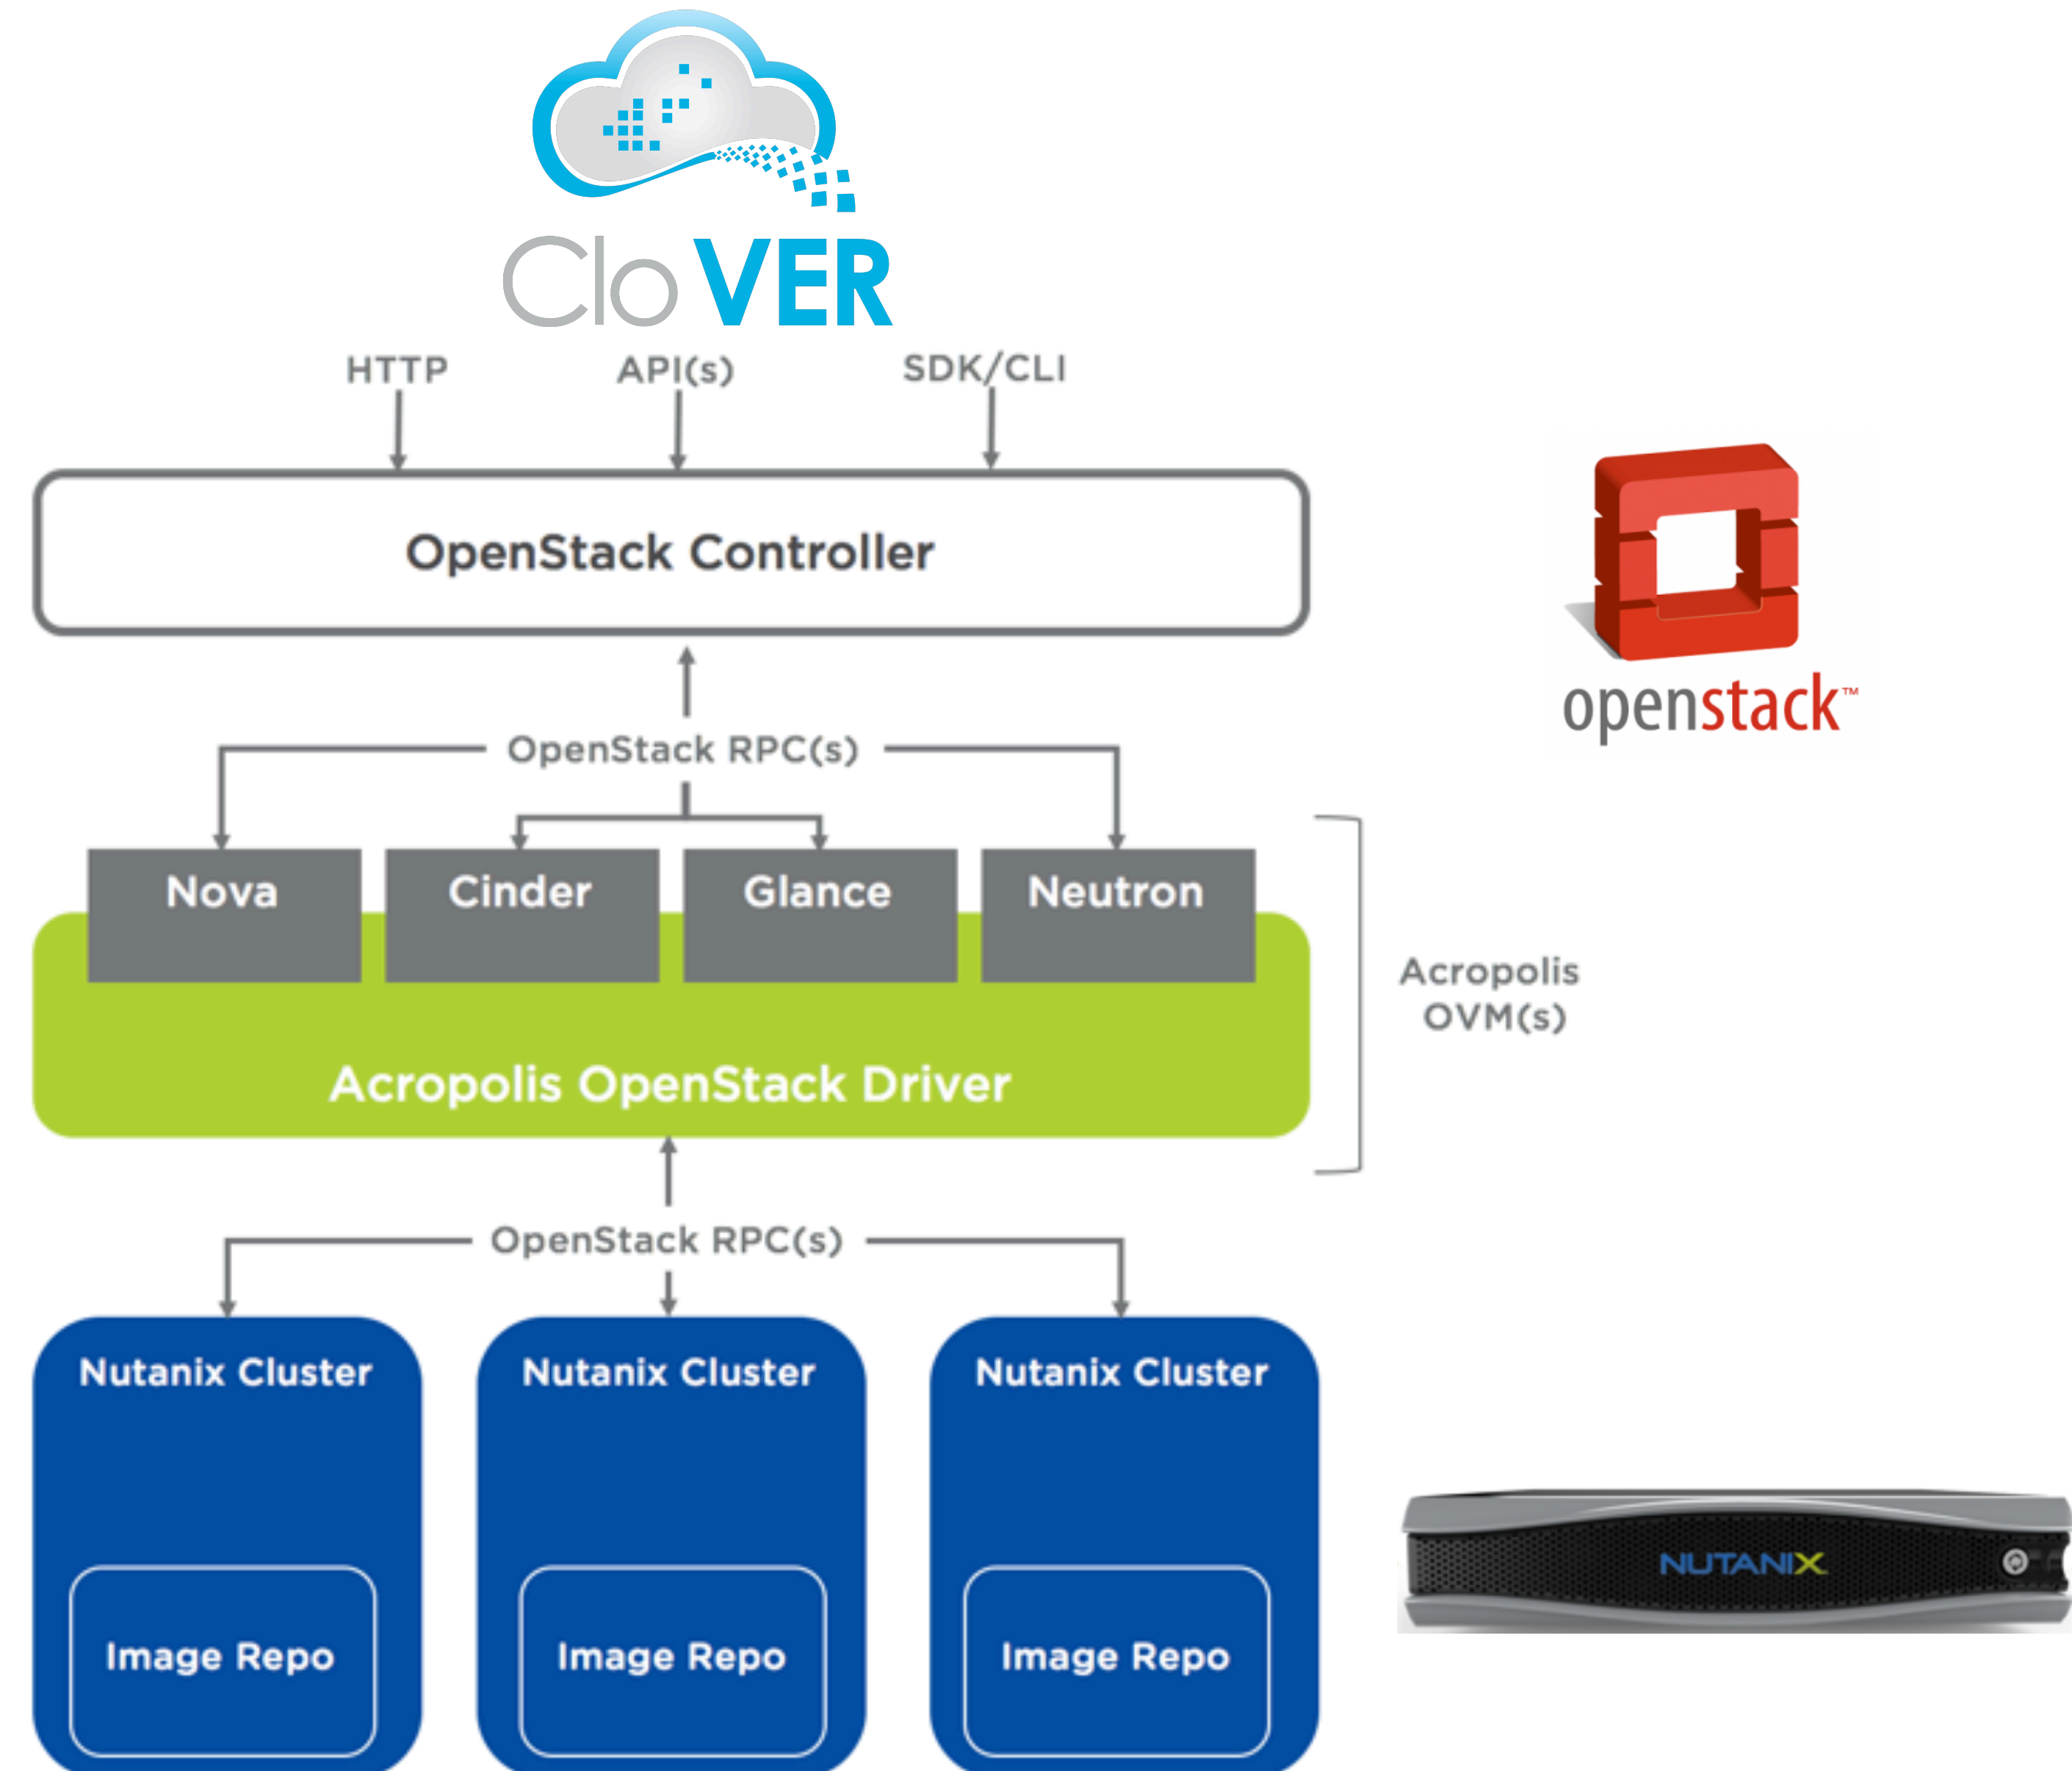 CloVER
HTTP API(s) SDK/CLI
OpenStack Controller
openstack™
OpenStack RPC(s)
Nova Cinder Glance Neutron
Acropolis
OVM(s)
Acropolis OpenStack Driver
OpenStack RPC(s)
Nutanix Cluster Nutanix Cluster Nutanix Cluster
NUTANIX
Image Repo Image Repo Image Repo